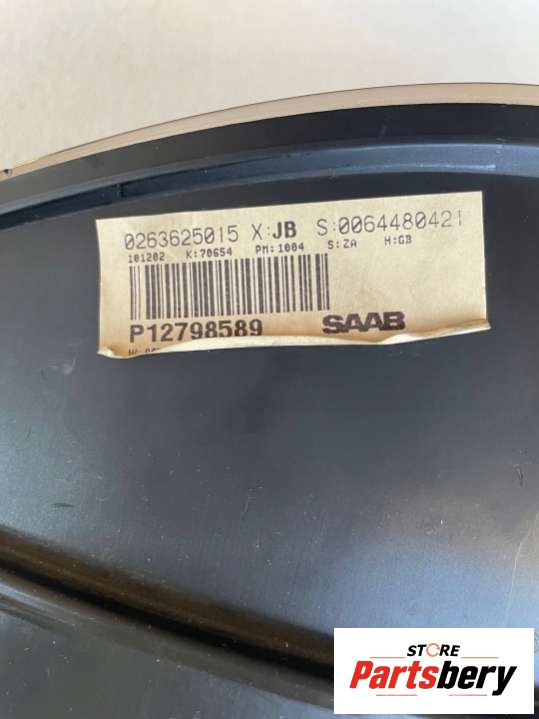 0263625015 X:JB S:0064480421
101202 K:70654 PM:1004 S:ZA H:GB
P12798589 SAAB
STORE
Partsbery